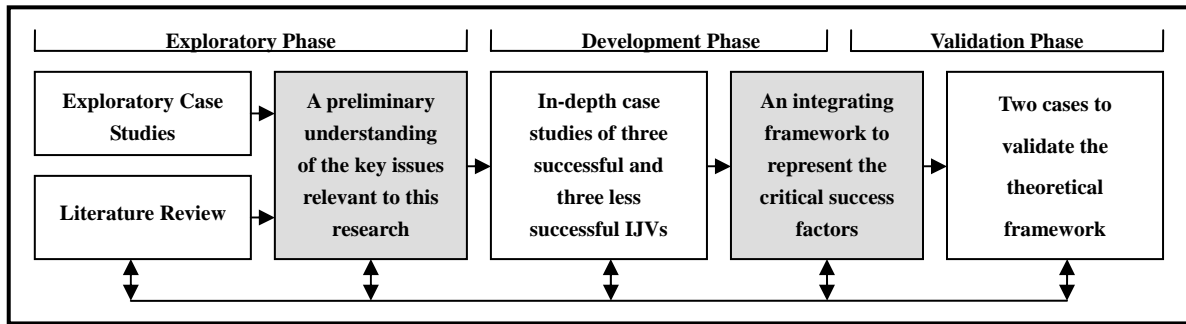 Exploratory Phase
Development Phase
Validation Phase
Exploratory Case
Studies
Literature Review
A preliminary
understanding
of the key issues
relevant to this
research
In-depth case
studies of three
successful and
three less
successful IJVs
An integrating
framework to
represent the
critical success
factors
Two cases to
validate the
theoretical
framework